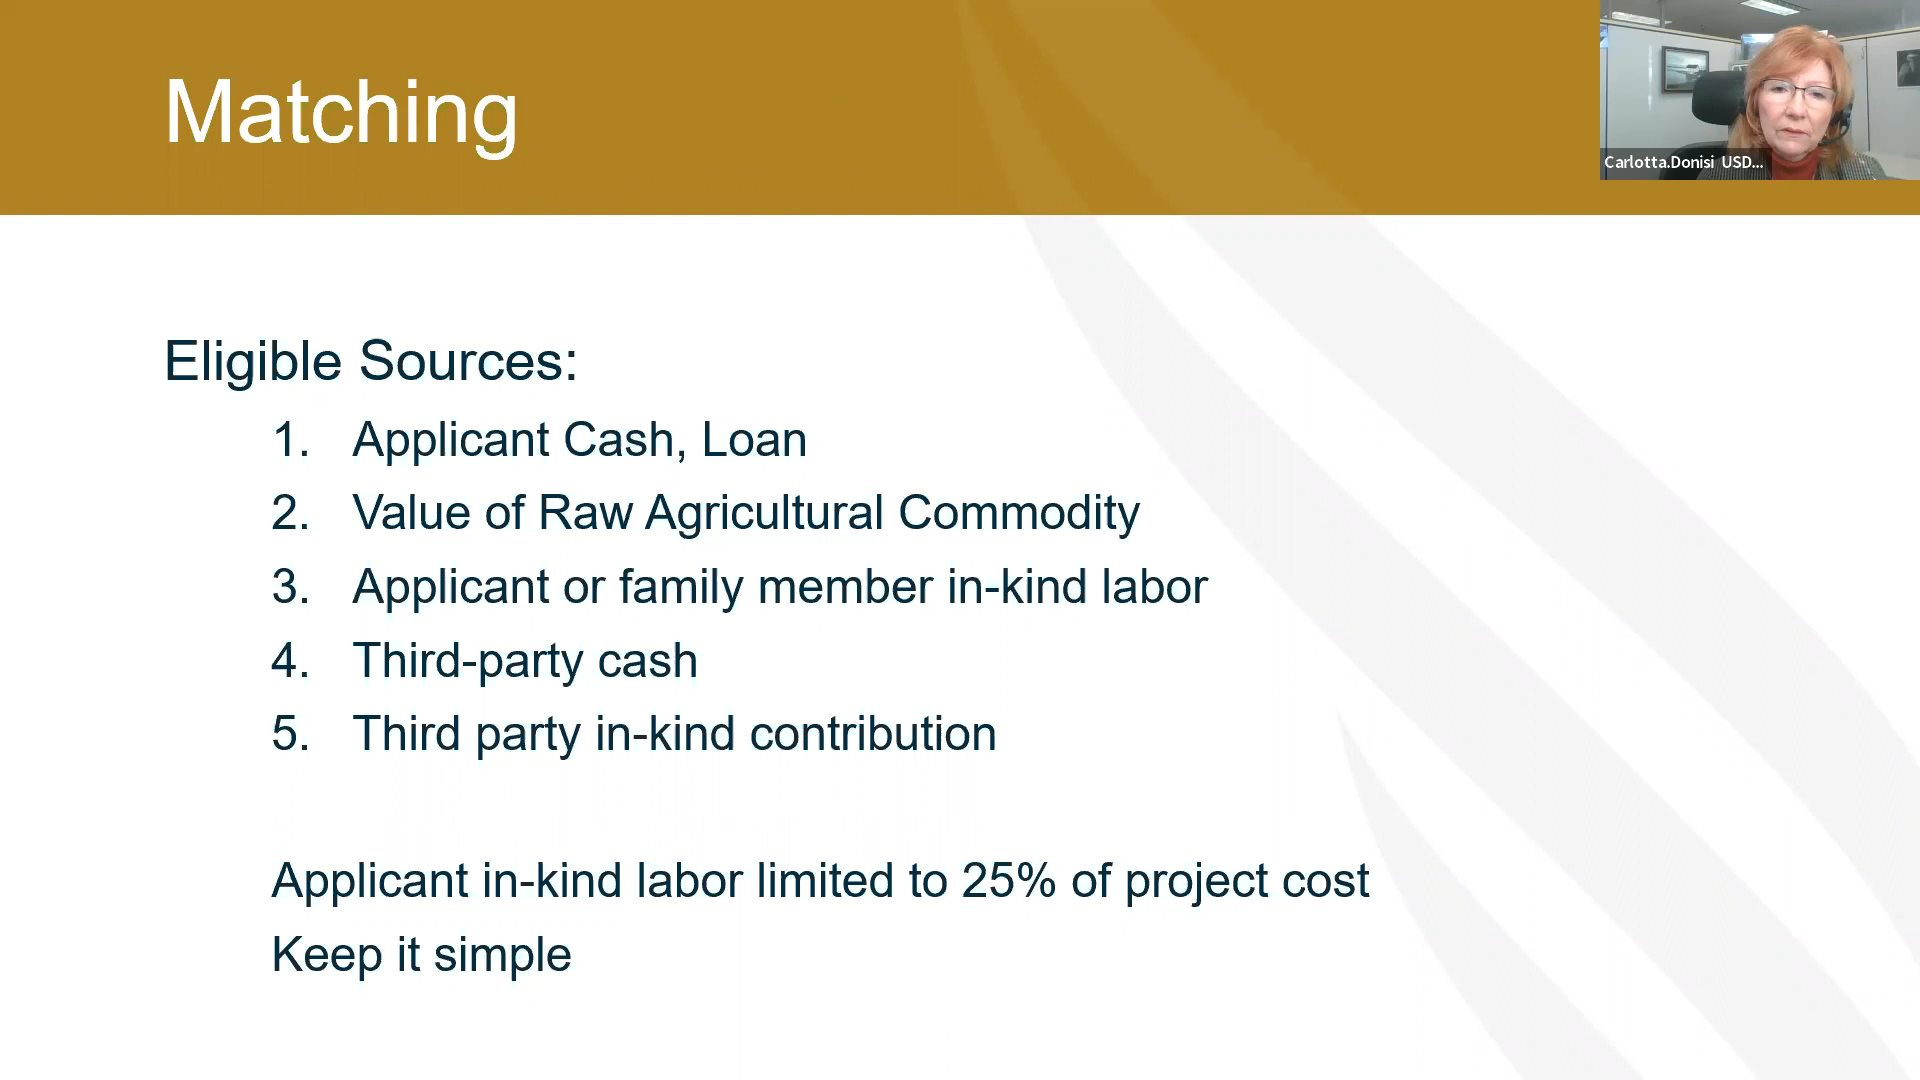 Matching
Carlotta.Donisi USD...
Eligible Sources:
1. Applicant Cash, Loan
2. Value of Raw Agricultural Commodity
3. Applicant or family member in-kind labor
4. Third-party cash
5. Third party in-kind contribution
Applicant in-kind labor limited to 25% of project cost
Keep it simple